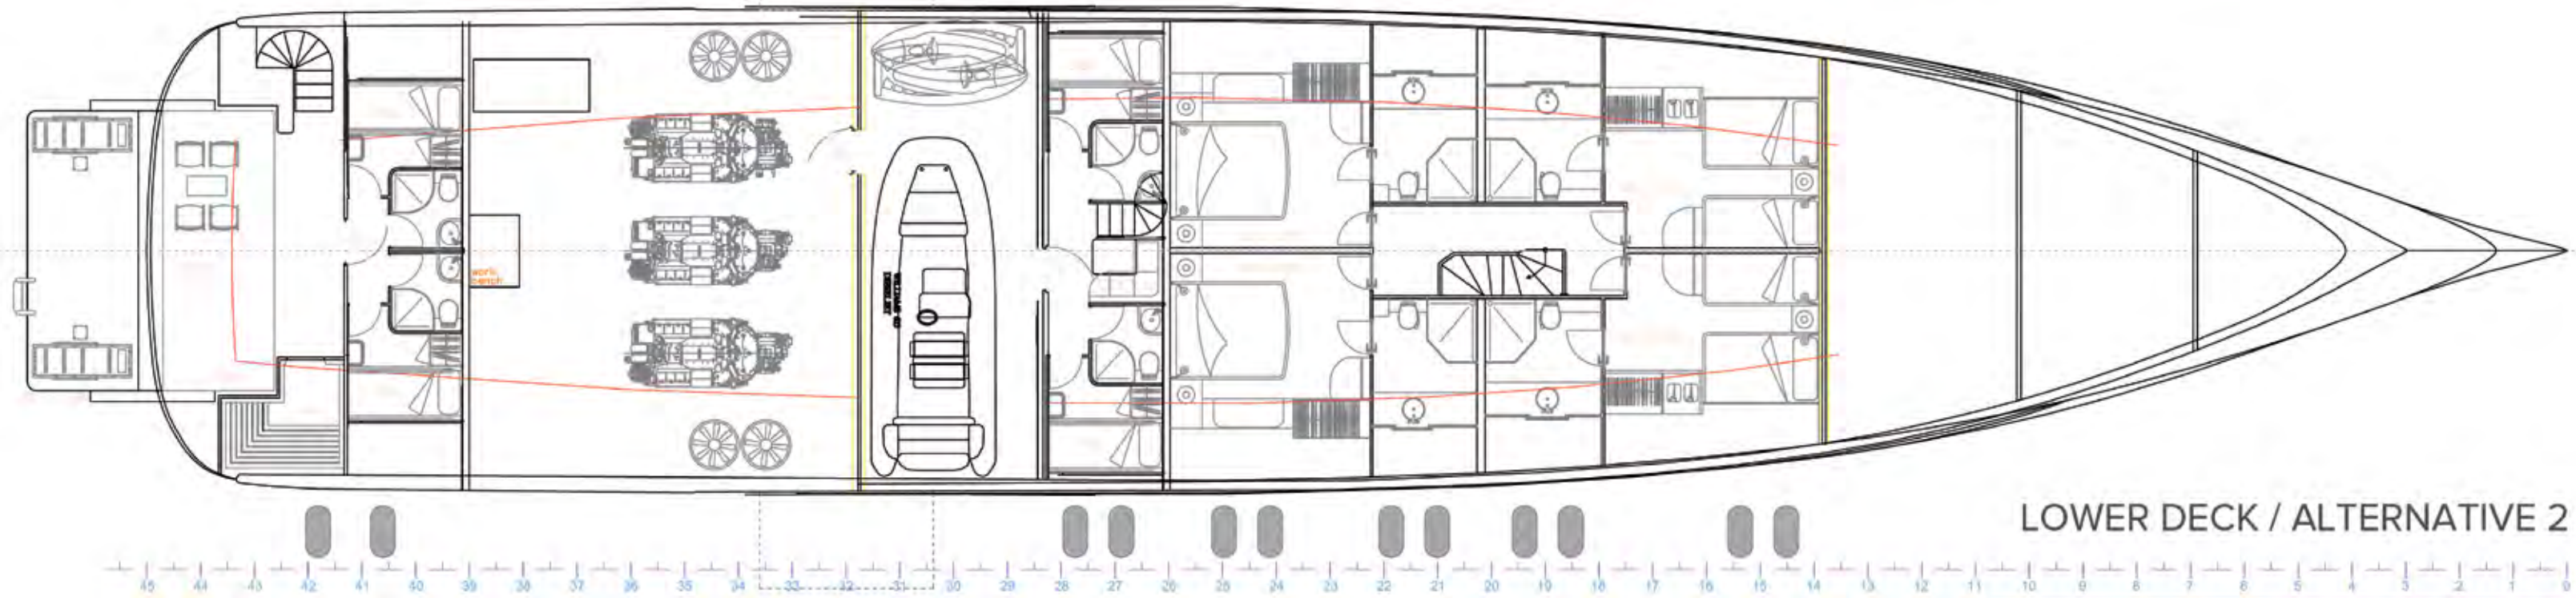 work
bench
LOWER DECK / ALTERNATIVE 2
45 44 43 42 41 40 39 38 37 36 35 34 33 32 31 30 29 28 27 26 25 24 23 22 21 20 19 18 17 16 15 14 13 12 11 10 9 8 7 6 5 4 3 2 1 0